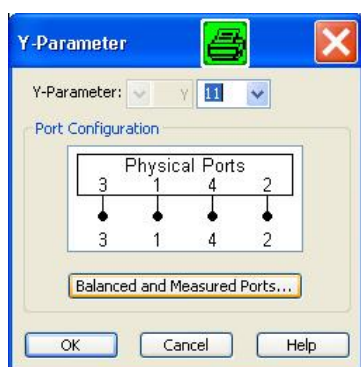 Y-Parameter
Y-Parameter: Y 11
Port Configuration
Physical Ports
3 1 4 2
3 1 4 2
Balanced and Measured Ports...
OK Cancel Help